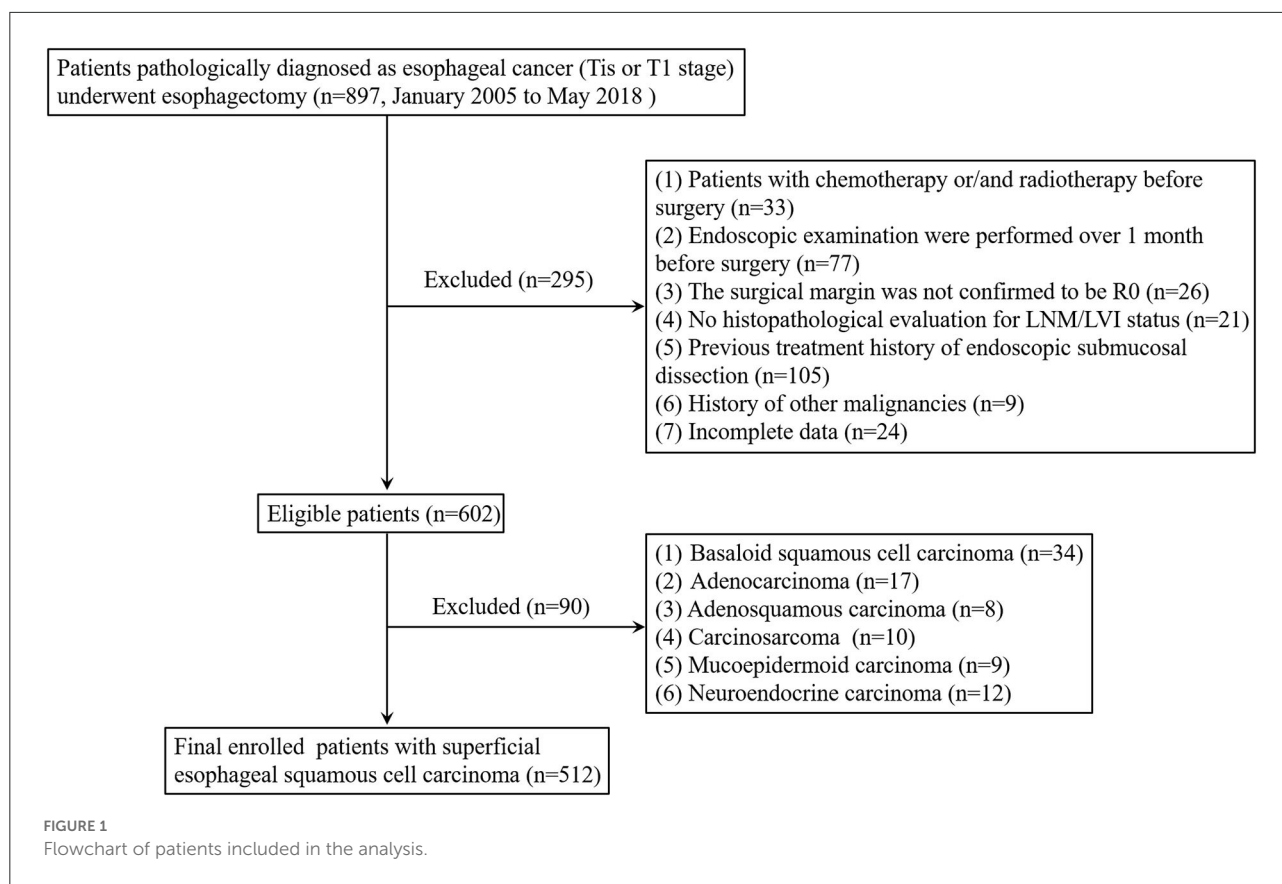 Patients pathologically diagnosed as esophageal cancer (Tis or T1 stage)
underwent esophagectomy (n=897, January 2005 to May 2018 )
Excluded (n=295)
(1) Patients with chemotherapy or/and radiotherapy before
surgery (n=33)
(2) Endoscopic examination were performed over 1 month
before surgery (n=77)
(3) The surgical margin was not confirmed to be R0 (n=26)
(4) No histopathological evaluation for LNM/LVI status (n=21)
(5) Previous treatment history of endoscopic submucosal
dissection (n=105)
(6) History of other malignancies (n=9)
(7) Incomplete data (n=24)
Eligible patients (n=602)
Excluded (n=90)
(1) Basaloid squamous cell carcinoma (n=34)
(2) Adenocarcinoma (n=17)
(3) Adenosquamous carcinoma (n=8)
(4) Carcinosarcoma (n=10)
(5) Mucoepidermoid carcinoma (n=9)
(6) Neuroendocrine carcinoma (n=12)
Final enrolled patients with superficial
esophageal squamous cell carcinoma (n=512)
FIGURE 1
Flowchart of patients included in the analysis.